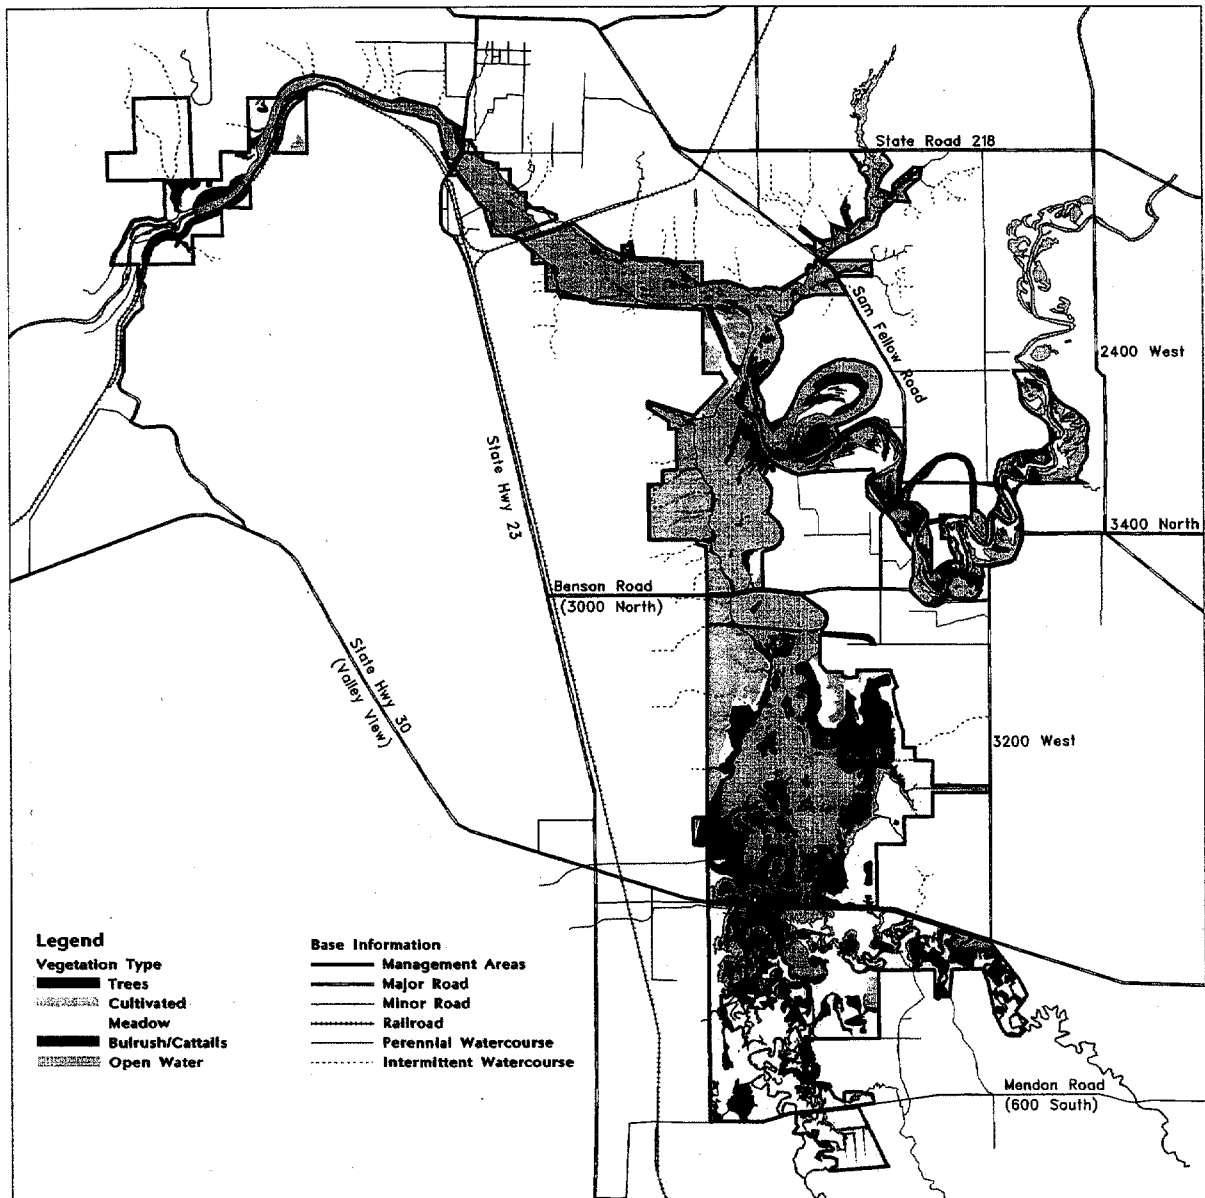 State Road 218
Sam Fellow Road
2400 West
State Hwy 23
3400 North
Benson Road
(3000 North)
State Hwy 30
(Valley View)
3200 West
Legend
Vegetation Type
Trees
Cultivated
Meadow
Bulrush/Cattails
Open Water
Base Information
Management Areas
Major Road
Minor Road
Railroad
Perennial Watercourse
Intermittent Watercourse
Mendon Road
(600 South)